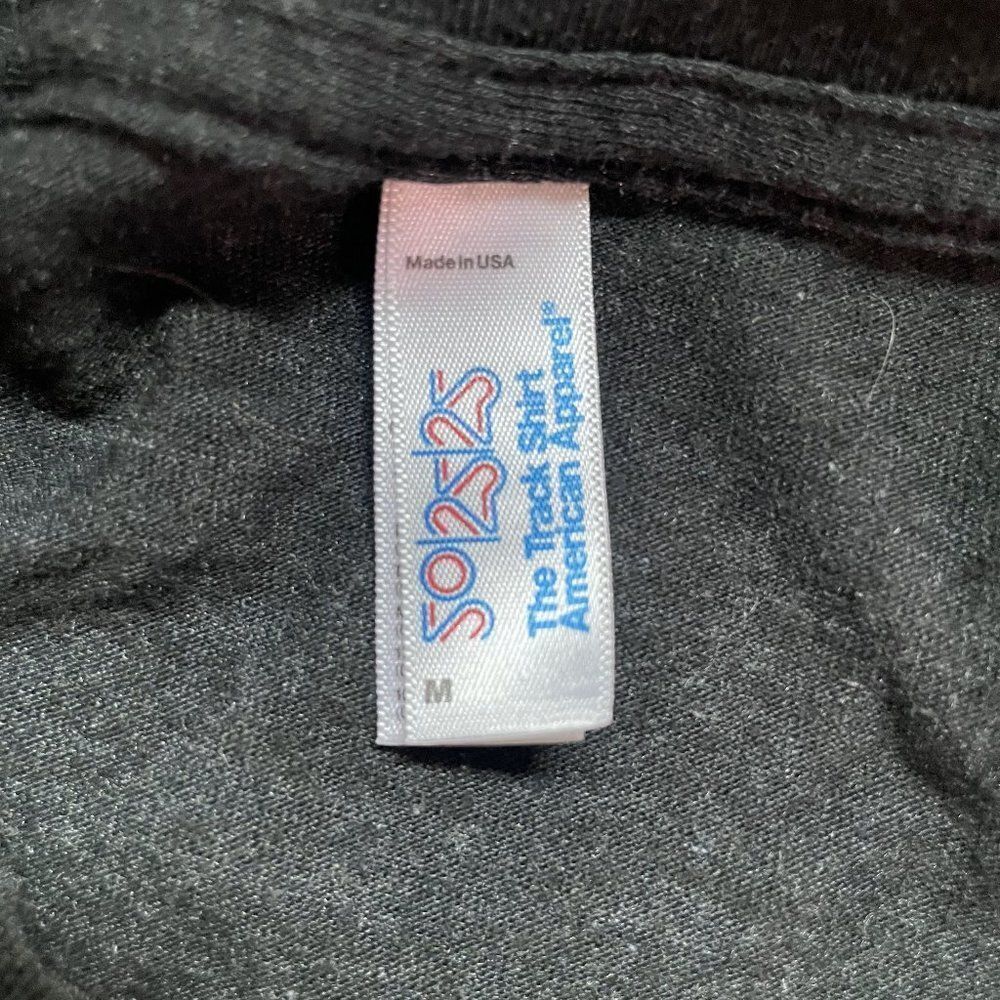 Made in USA
50/25/25
The Track Shirt
American Apparel®
M